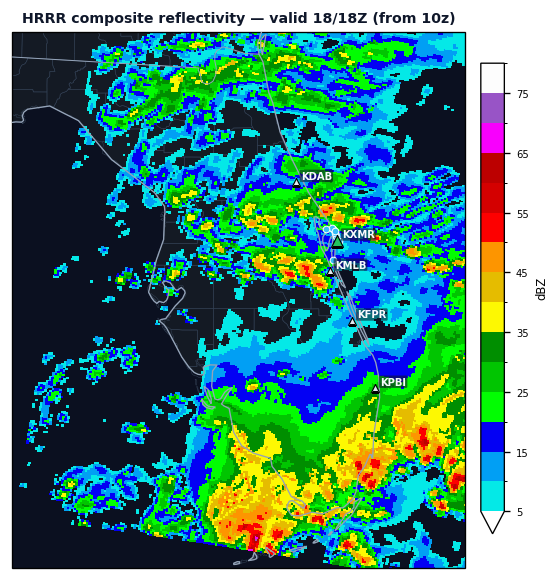 HRRR composite reflectivity — valid 18/18Z (from 10z)
KDAB
KXMR
KMLB
KFPR
KPBI
75
65
55
45
35
25
15
5
dBZ